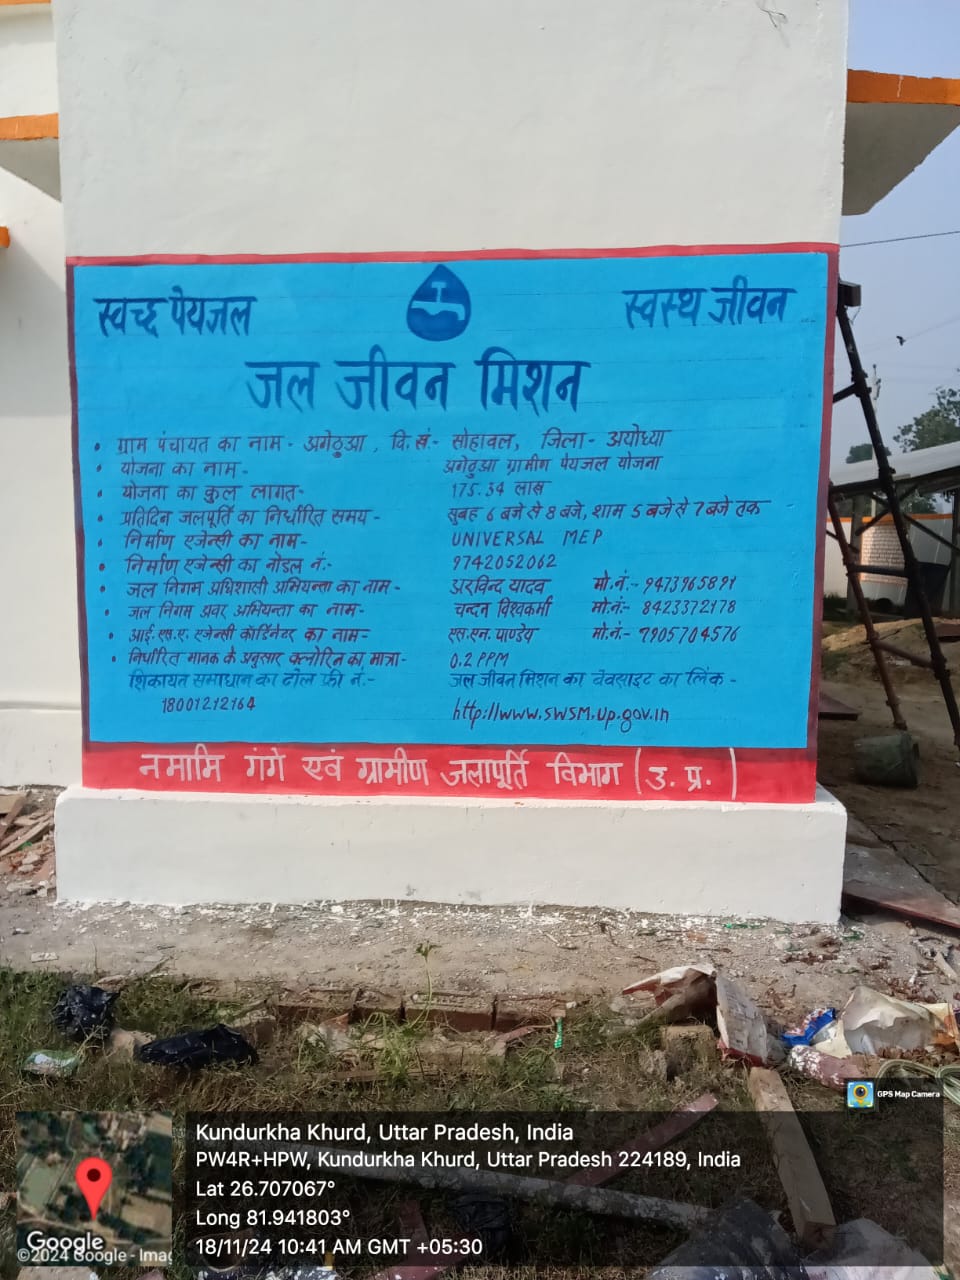 स्वच्छ पेयजल
स्वस्थ जीवन
जल जीवन मिशन
• ग्राम पंचायत का नाम - अगेठुआ , वि.खं.- सोहावल, जिला- अयोध्या
• योजना का नाम - अगेठुआ ग्रामीण पेयजल योजना
• योजना का कुल लागत- 175.34 लाख
• प्रतिदिन जलपूर्ति का निर्धारित समय - सुबह 6 बजे से 8 बजे, शाम 5 बजे से 7 बजे तक
• निर्माण एजेन्सी का नाम- UNIVERSAL MEP
• निर्माण एजेन्सी का नोडल नं.- 9742052062
• जल निगम अधिशासी अभियन्ता का नाम- अरविन्द यादव मो.नं.- 9473965891
• जल निगम अवर अभियन्ता का नाम- चन्दन विश्वकर्मा मो.नं:- 8423372178
• आई.एस.ए. एजेन्सी कॉर्डिनेटर का नाम- एस.एन. पाण्डेय मो.नं- 7905704576
• निर्धारित मानक के अनुसार क्लोरिन का मात्रा- 0.2 PPM
शिकायत समाधान का टोल फ्री नं.- जल जीवन मिशन का वेवसाइट का लिंक -
18001212164 http://www.swsm.up.gov.in
नमामि गंगे एवं ग्रामीण जलापूर्ति विभाग (उ. प्र. )
GPS Map Camera
Kundurkha Khurd, Uttar Pradesh, India
PW4R+HPW, Kundurkha Khurd, Uttar Pradesh 224189, India
Lat 26.707067°
Long 81.941803°
18/11/24 10:41 AM GMT +05:30
Google
©2024 Google - Imag